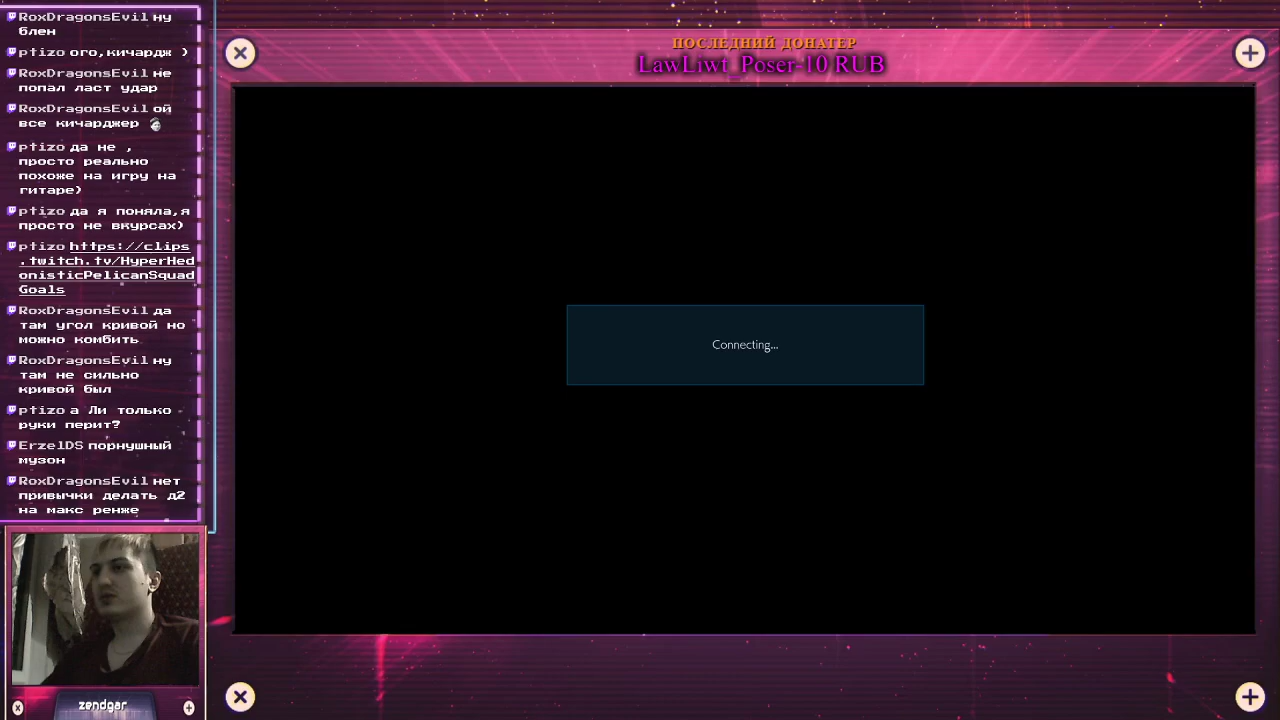 RoxDragonsEvil ну
блен
ptizo ого,кичардж )
RoxDragonsEvil не
попал ласт удар
RoxDragonsEvil ой
все кичарджер
ptizo да не ,
просто реально
похоже на игру на
гитаре)
ptizo да я поняла,я
просто не вкурсах)
ptizo https://clips
.twitch.tv/HyperHed
onisticPelicanSquad
Goals
RoxDragonsEvil да
там угол кривой но
можно комбить
RoxDragonsEvil ну
там не сильно
кривой был
ptizo а Ли только
руки перит?
ErzelDS порнушный
музон
RoxDragonsEvil нет
привычки делать д2
на макс ренже
zendgar
ПОСЛЕДНИЙ ДОНАТЕР
LawLiwt_Poser-10 RUB
Connecting...